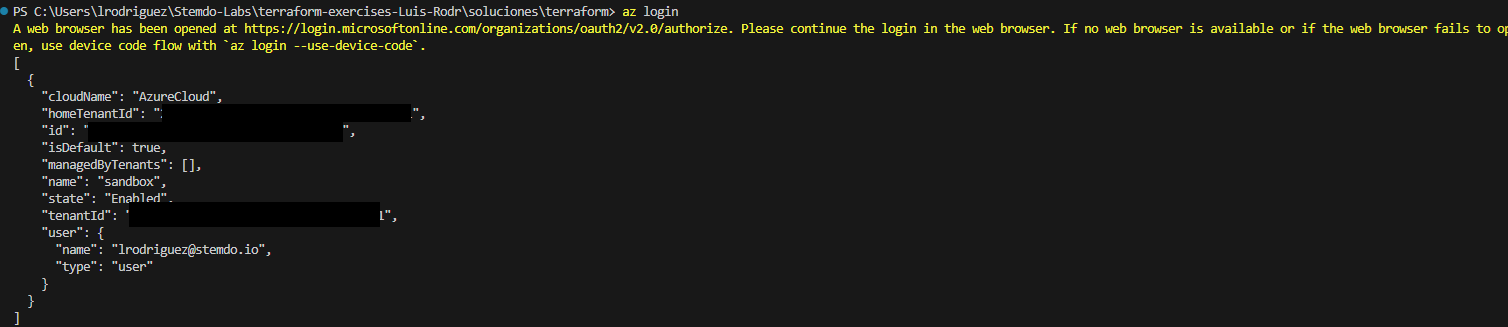 PS C:\Users\lrodriguez\Stemdo-Labs\terraform-exercises-Luis-Rodr\soluciones\terraform> az login
A web browser has been opened at https://login.microsoftonline.com/organizations/oauth2/v2.0/authorize. Please continue the login in the web browser. If no web browser is available or if the web browser fails to op
en, use device code flow with `az login --use-device-code`.
[
  {
    "cloudName": "AzureCloud",
    "homeTenantId": "",
    "id": "",
    "isDefault": true,
    "managedByTenants": [],
    "name": "sandbox",
    "state": "Enabled",
    "tenantId": "1",
    "user": {
      "name": "lrodriguez@stemdo.io",
      "type": "user"
    }
  }
]